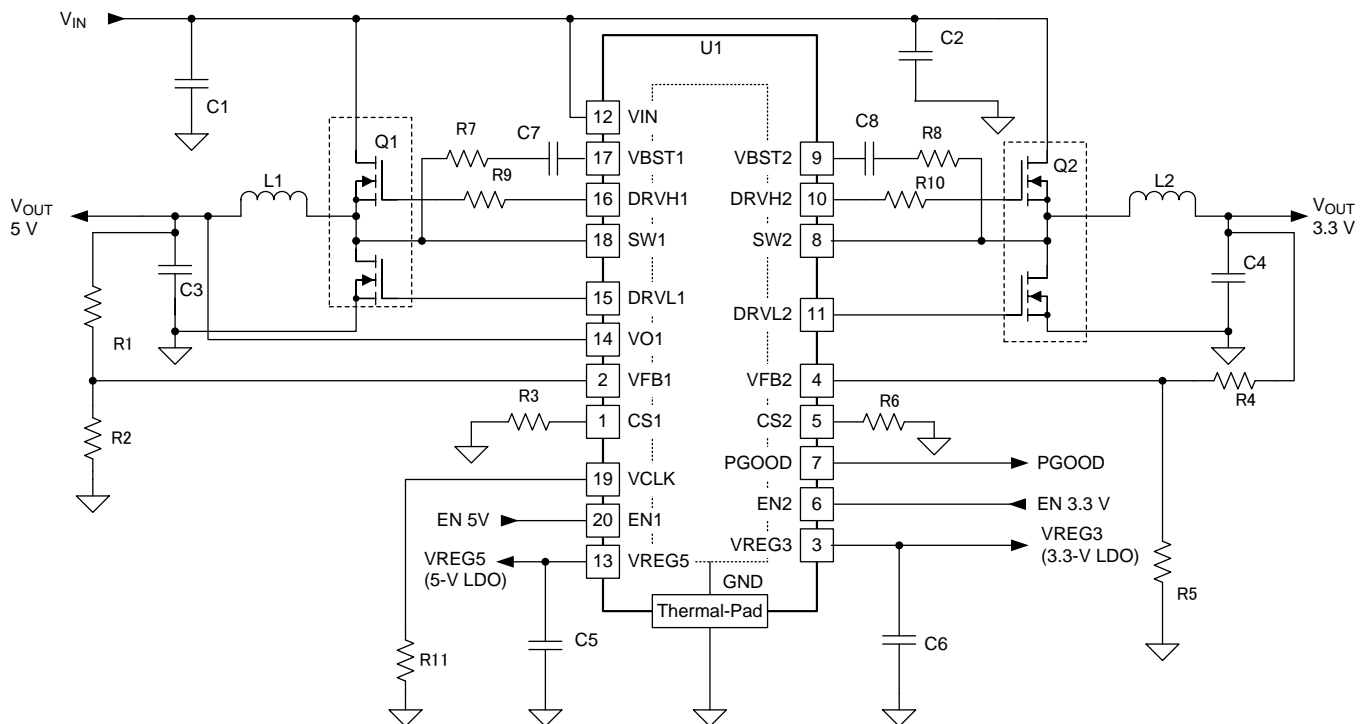 VIN
U1
C2
C1
Q1
R7
C7
12 VIN
C8
R8
17 VBST1
VBST2 9
Q2
L1
R9
R10
L2
16 DRVH1
DRVH2 10
VOUT
5 V
VOUT
3.3 V
18 SW1
SW2 8
C3
C4
15 DRVL1
DRVL2 11
R1
14 VO1
2 VFB1
VFB2 4
R4
R3
R6
R2
1 CS1
CS2 5
PGOOD 7
PGOOD
19 VCLK
EN2 6
EN 3.3 V
EN 5V
20 EN1
VREG3 3
VREG3
(3.3-V LDO)
VREG5
(5-V LDO)
13 VREG5
GND
R5
Thermal-Pad
C5
C6
R11